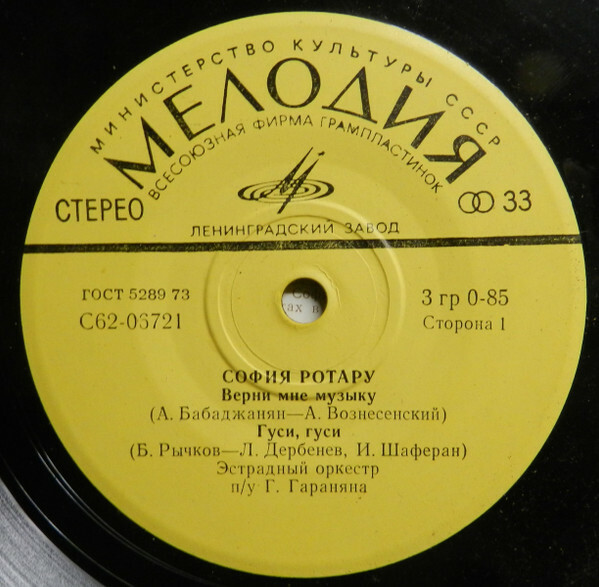 МИНИСТЕРСТВО КУЛЬТУРЫ СССР
МЕЛОДИЯ
ВСЕСОЮЗНАЯ ФИРМА ГРАМПЛАСТИНОК
СТЕРЕО
33
ЛЕНИНГРАДСКИЙ ЗАВОД
ГОСТ 5289 73
3 гр 0-85
С62-06721
Сторона 1
СОФИЯ РОТАРУ
Верни мне музыку
(А. Бабаджанян—А. Вознесенский)
Гуси, гуси
(Б. Рычков—Л. Дербенев, И. Шаферан)
Эстрадный оркестр
п/у Г. Гараняна